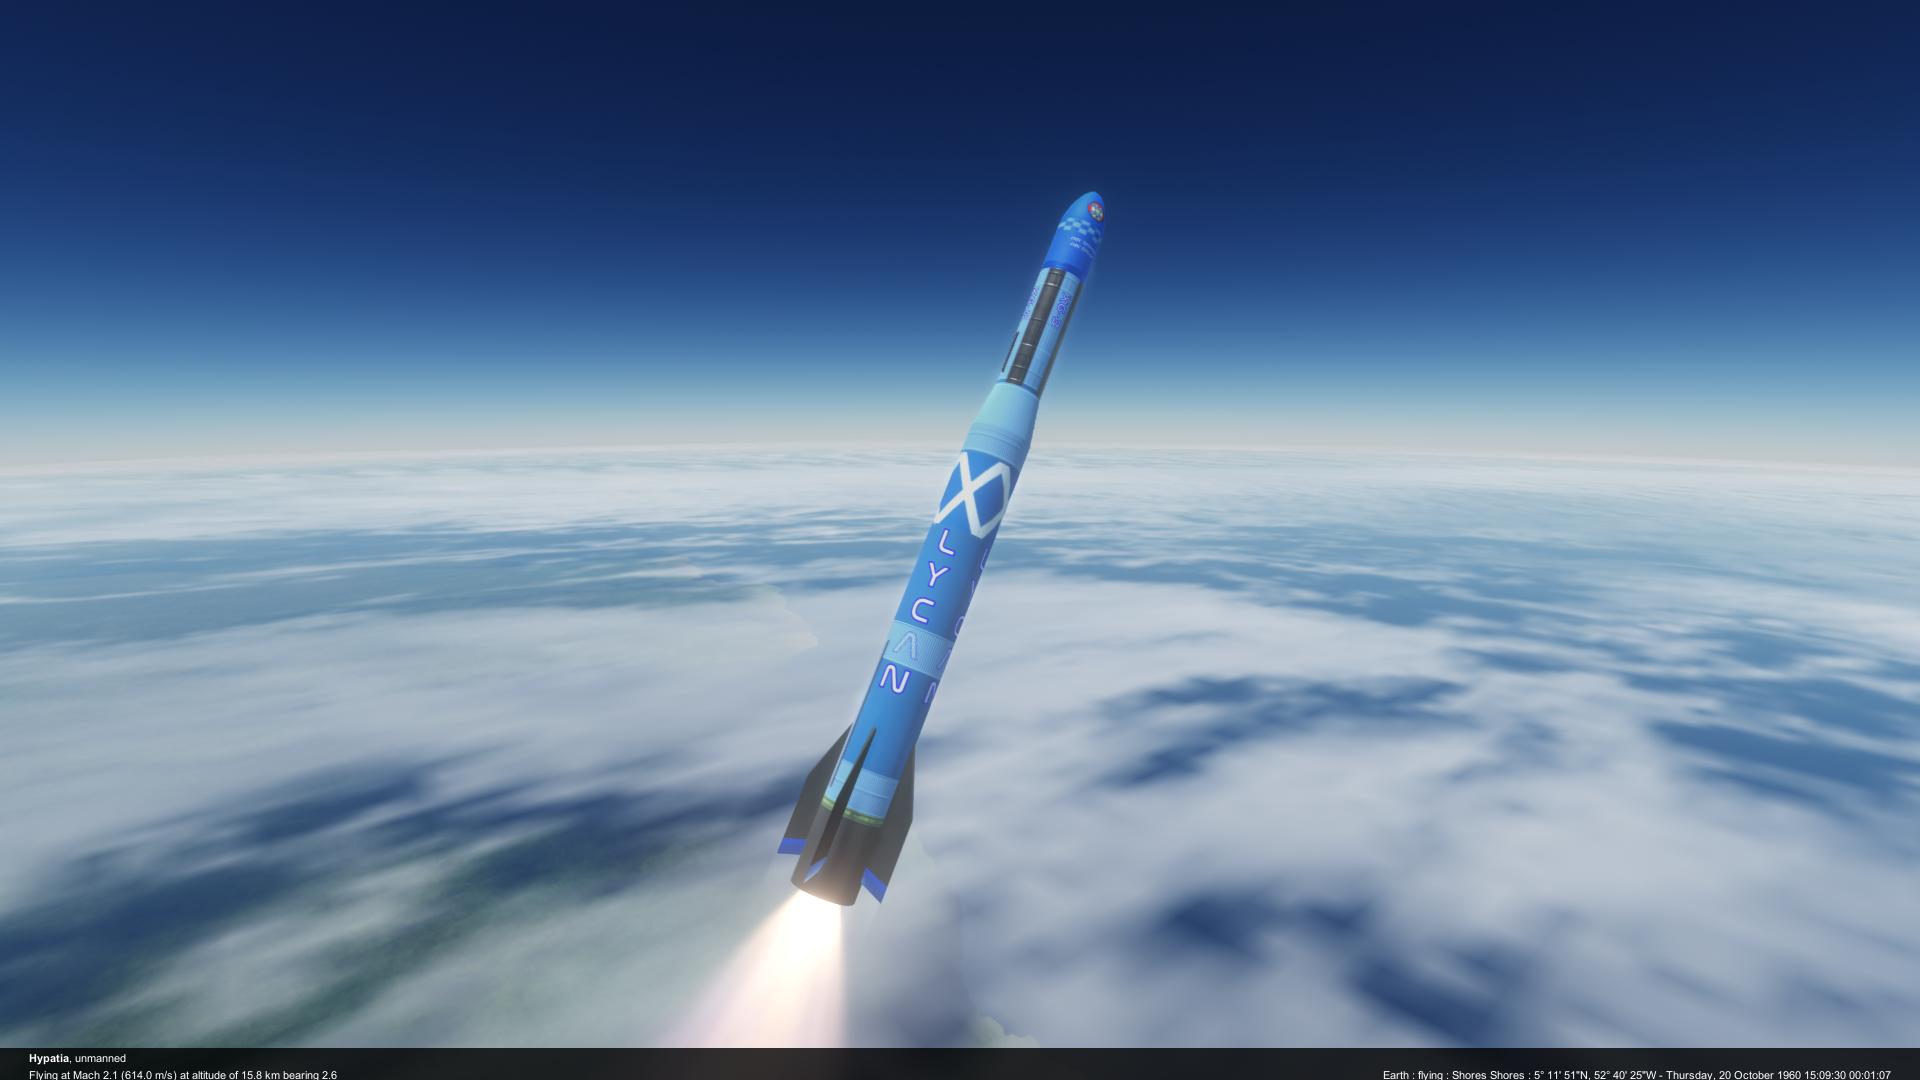 L
Y
C
Λ
N
Hypatia, unmanned
Flying at Mach 2.1 (614.0 m/s) at altitude of 15.8 km bearing 2.6
Earth : flying : Shores Shores : 5° 11' 51"N, 52° 40' 25"W - Thursday, 20 October 1960 15:09:30 00:01:07